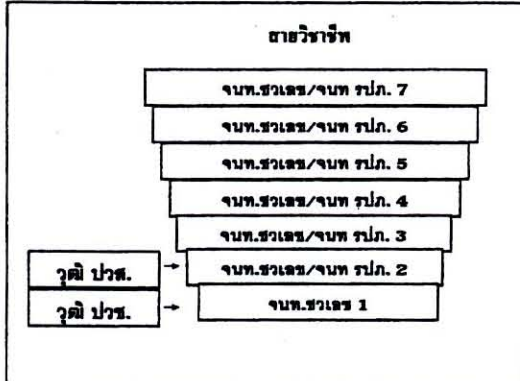 สายวิชาชีพ
จนท.ชวเลข/จนท รปภ. 7
จนท.ชวเลข/จนท รปภ. 6
จนท.ชวเลข/จนท รปภ. 5
จนท.ชวเลข/จนท รปภ. 4
จนท.ชวเลข/จนท รปภ. 3
วุฒิ ปวส. → จนท.ชวเลข/จนท รปภ. 2
วุฒิ ปวช. → จนท.ชวเลข 1